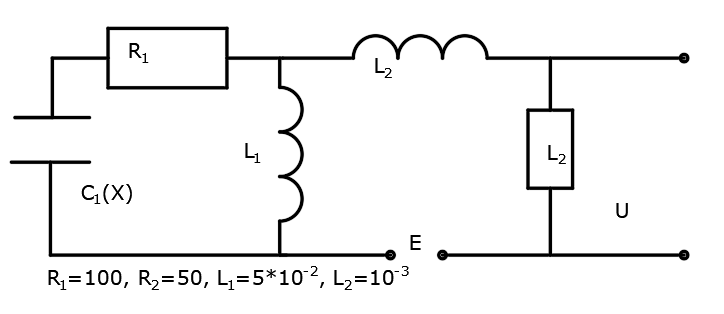 R₁
L₂
L₁
L₂
C₁(X)
U
E
R₁=100, R₂=50, L₁=5*10⁻², L₂=10⁻³